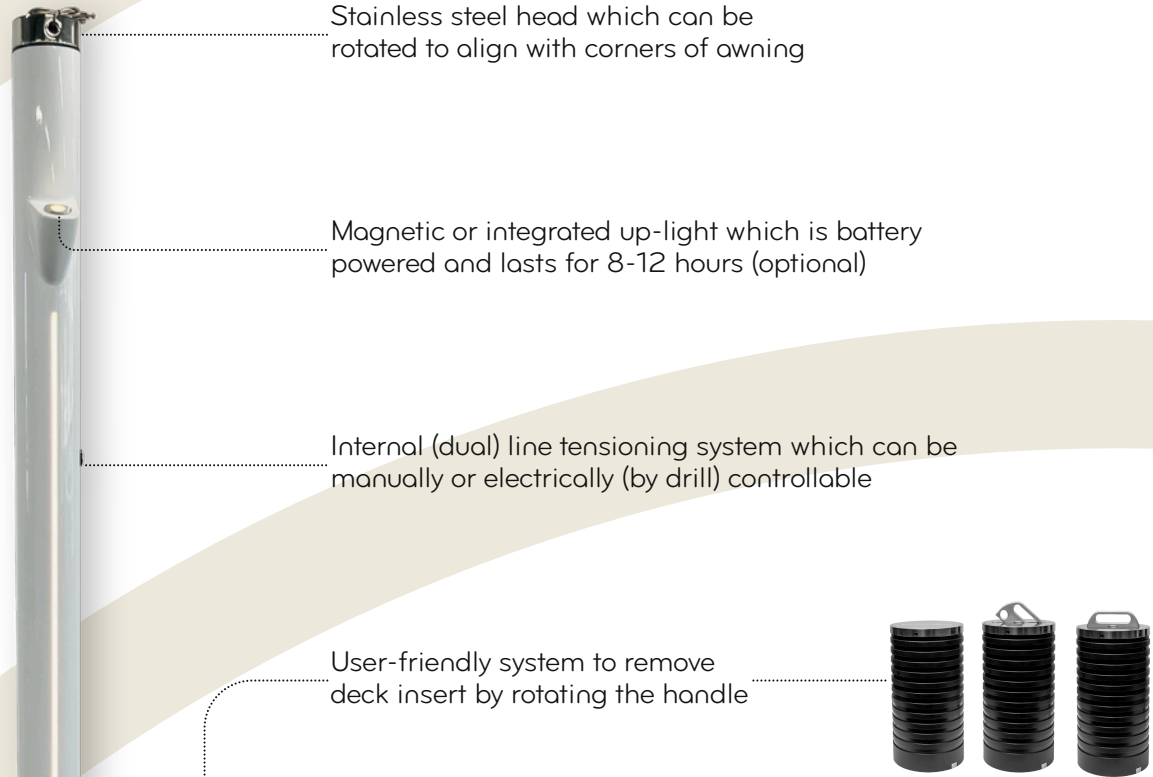 Stainless steel head which can be
rotated to align with corners of awning
Magnetic or integrated up-light which is battery
powered and lasts for 8-12 hours (optional)
Internal (dual) line tensioning system which can be
manually or electrically (by drill) controllable
User-friendly system to remove
deck insert by rotating the handle